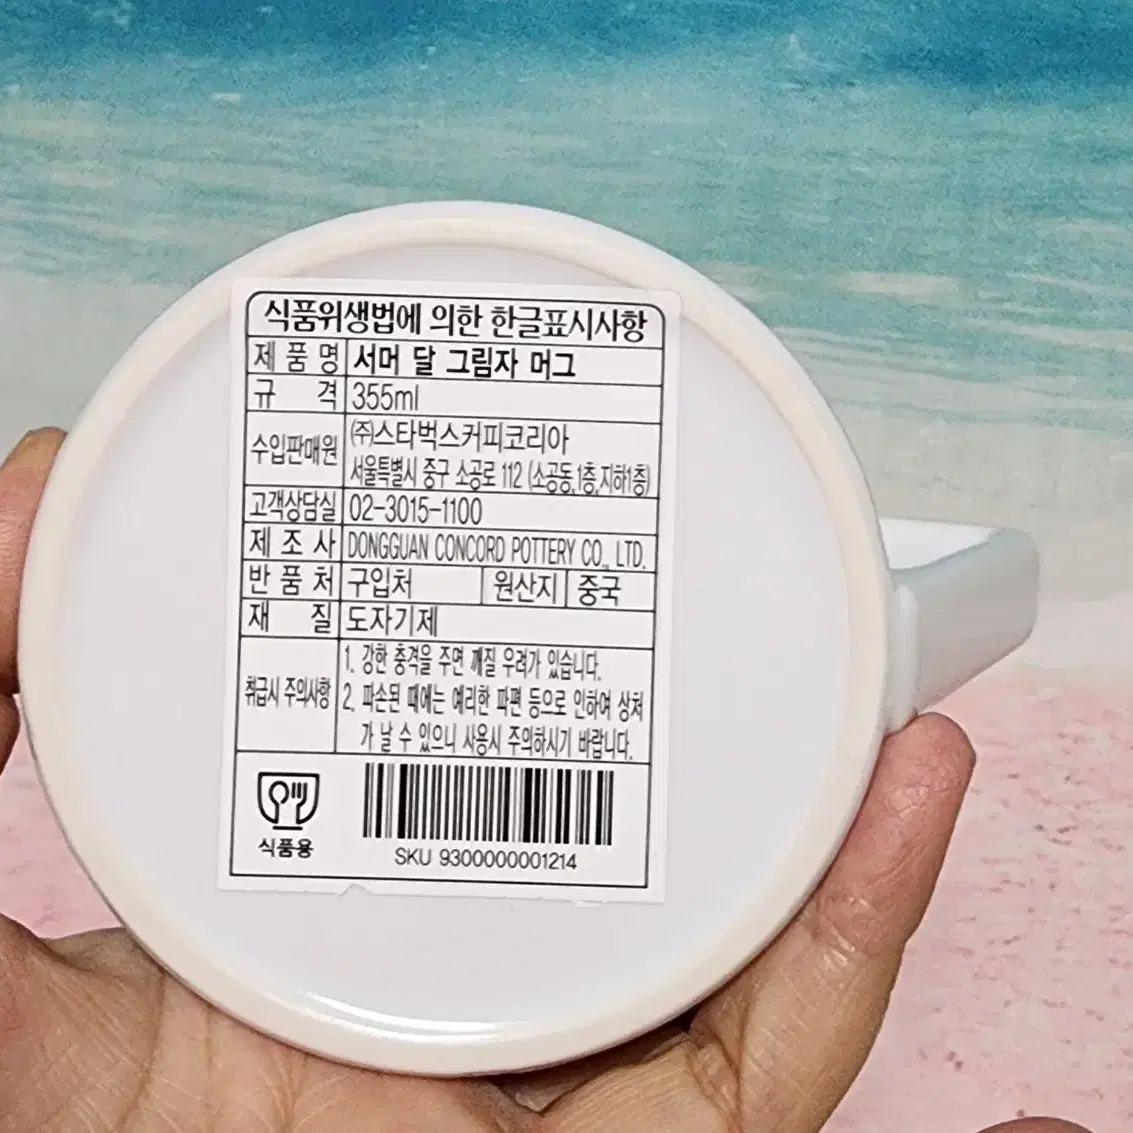 식품위생법에 의한 한글표시사항
제품명 서머 달 그림자 머그
규격 355ml
수입판매원 ㈜스타벅스커피코리아
서울특별시 중구 소공로 112 (소공동,1층,지하1층)
고객상담실 02-3015-1100
제조사 DONGGUAN CONCORD POTTERY CO., LTD.
반품처 구입처 원산지 중국
재질 도자기제
취급시 주의사항
1. 강한 충격을 주면 깨질 우려가 있습니다.
2. 파손된 때에는 예리한 파편 등으로 인하여 상처
가 날 수 있으니 사용시 주의하시기 바랍니다.
식품용
SKU 9300000001214